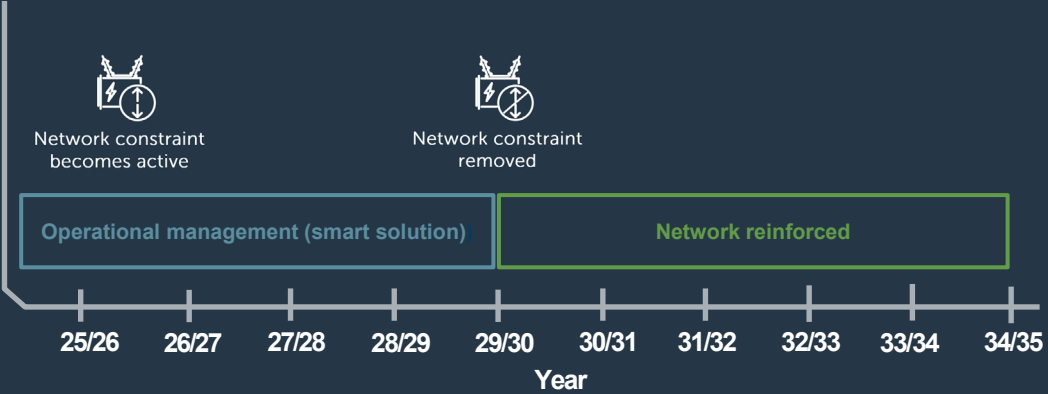 Network constraint
becomes active
Network constraint
removed
Operational management (smart solution))
Network reinforced
25/26 26/27 27/28 28/29 29/30 30/31 31/32 32/33 33/34 34/35
Year